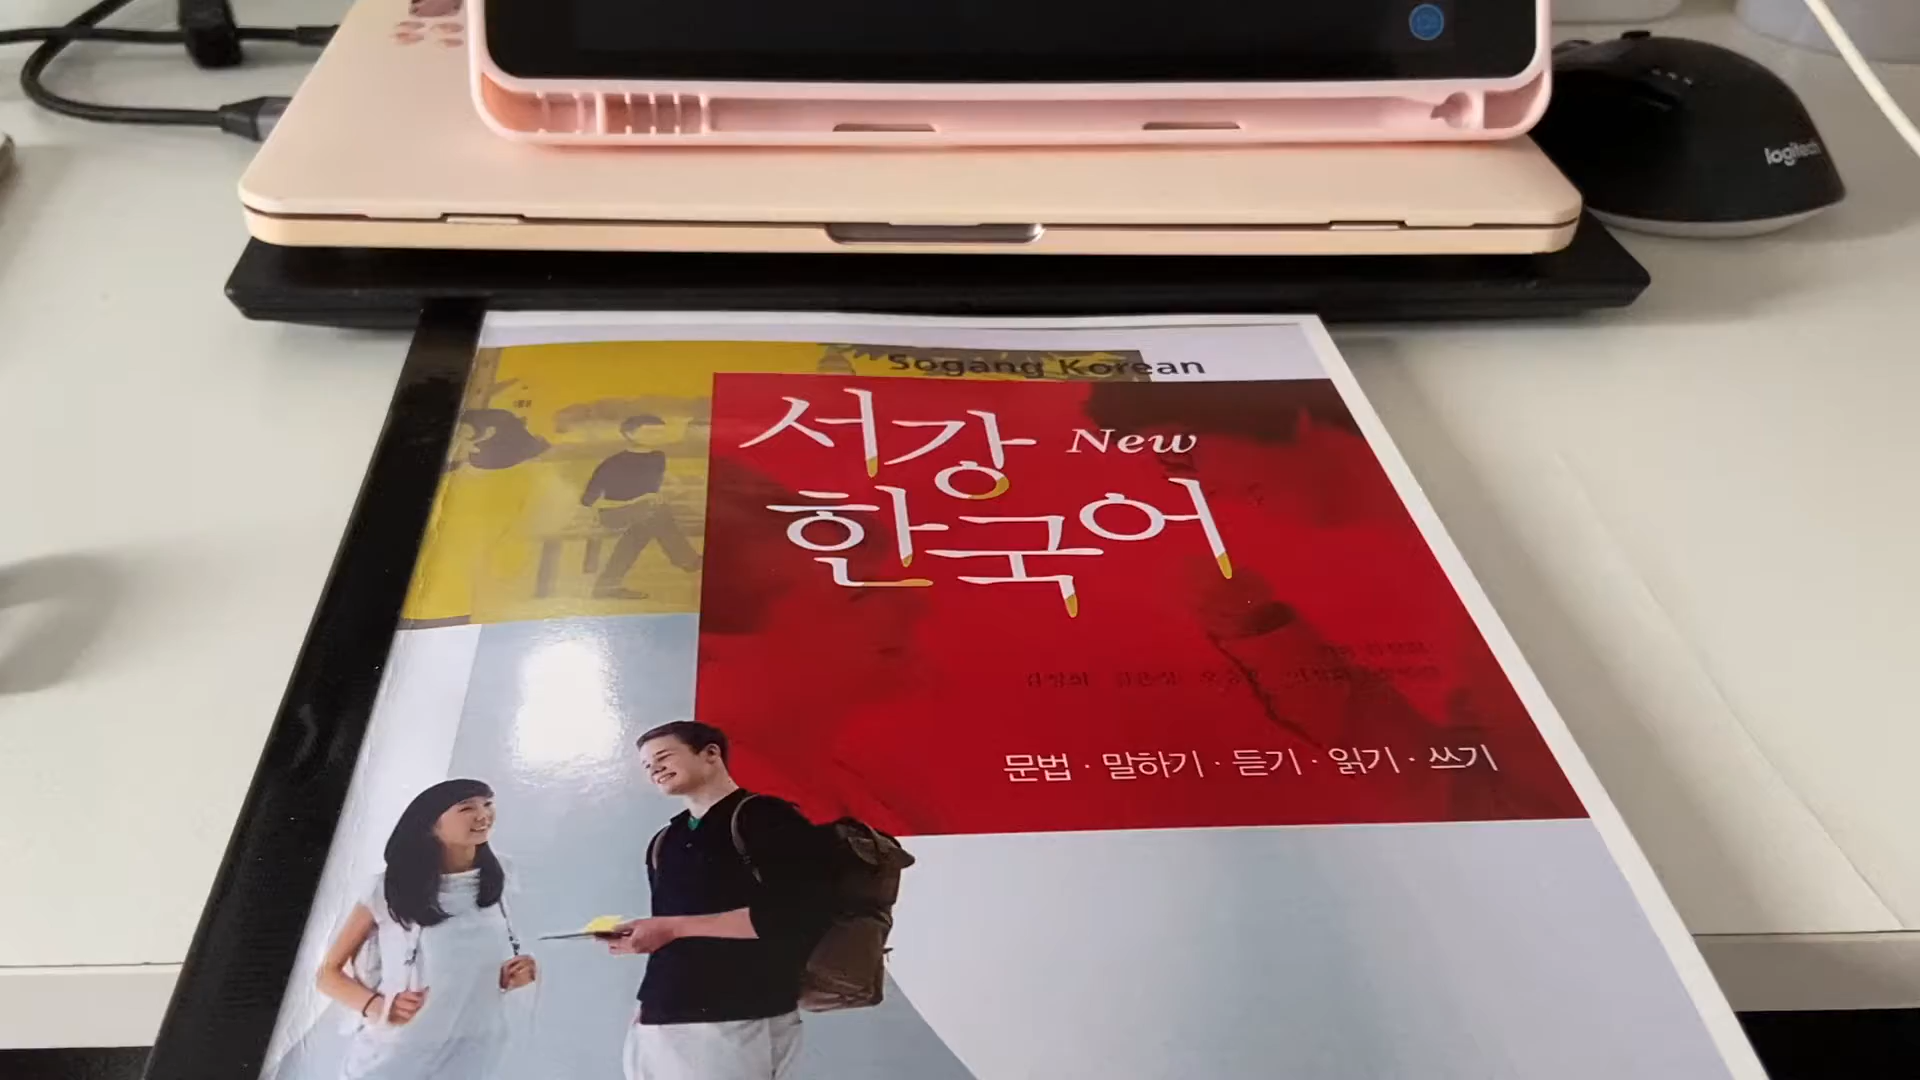 logitech
Sogang Korean
서강 New
한국어
문법 · 말하기 · 듣기 · 읽기 · 쓰기